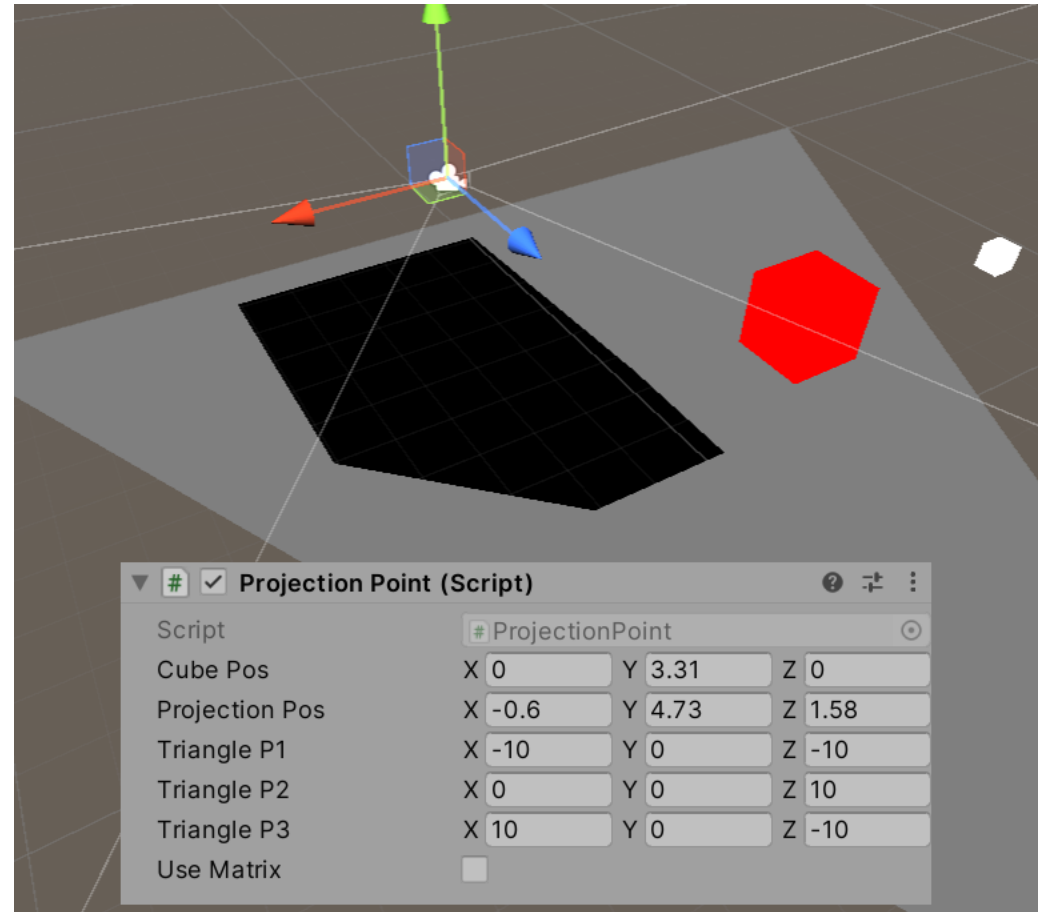 # Projection Point (Script)
Script # ProjectionPoint
Cube Pos X 0 Y 3.31 Z 0
Projection Pos X -0.6 Y 4.73 Z 1.58
Triangle P1 X -10 Y 0 Z -10
Triangle P2 X 0 Y 0 Z 10
Triangle P3 X 10 Y 0 Z -10
Use Matrix